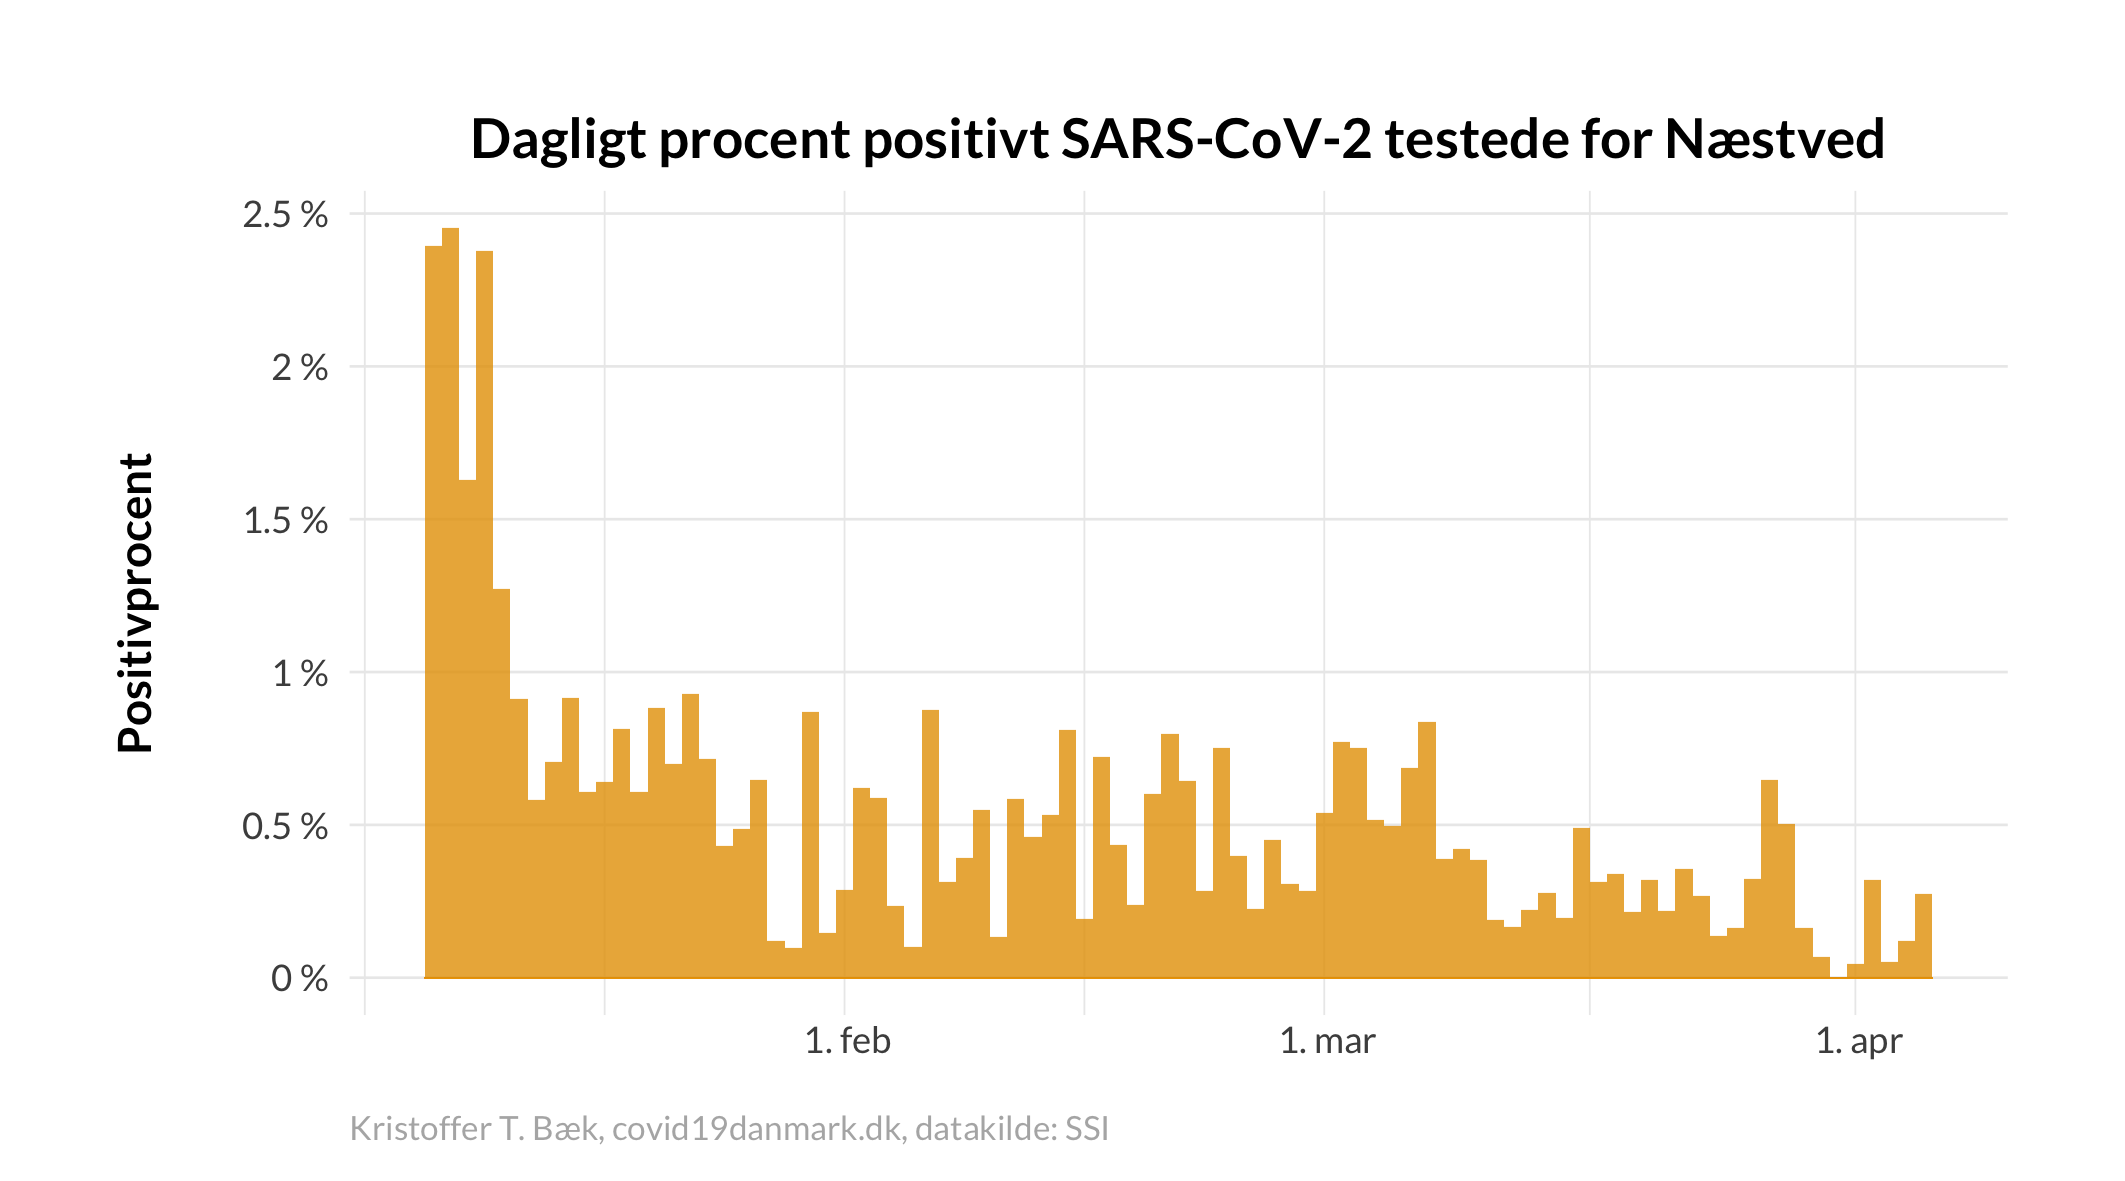 Dagligt procent positivt SARS-CoV-2 testede for Næstved
Positivprocent
2.5 %
2 %
1.5 %
1 %
0.5 %
0 %
1. feb
1. mar
1. apr
Kristoffer T. Bæk, covid19danmark.dk, datakilde: SSI